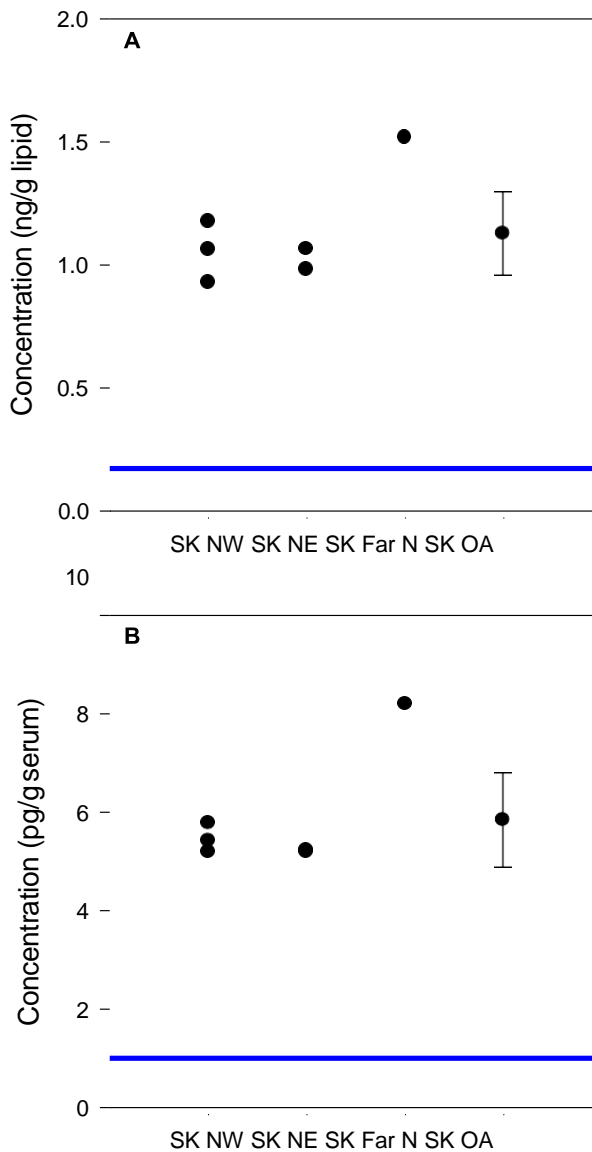 2.0
A
1.5
1.0
0.5
0.0
Concentration (ng/g lipid)
SK NW SK NE SK Far N SK OA
10
B
8
6
4
2
0
Concentration (pg/g serum)
SK NW SK NE SK Far N SK OA